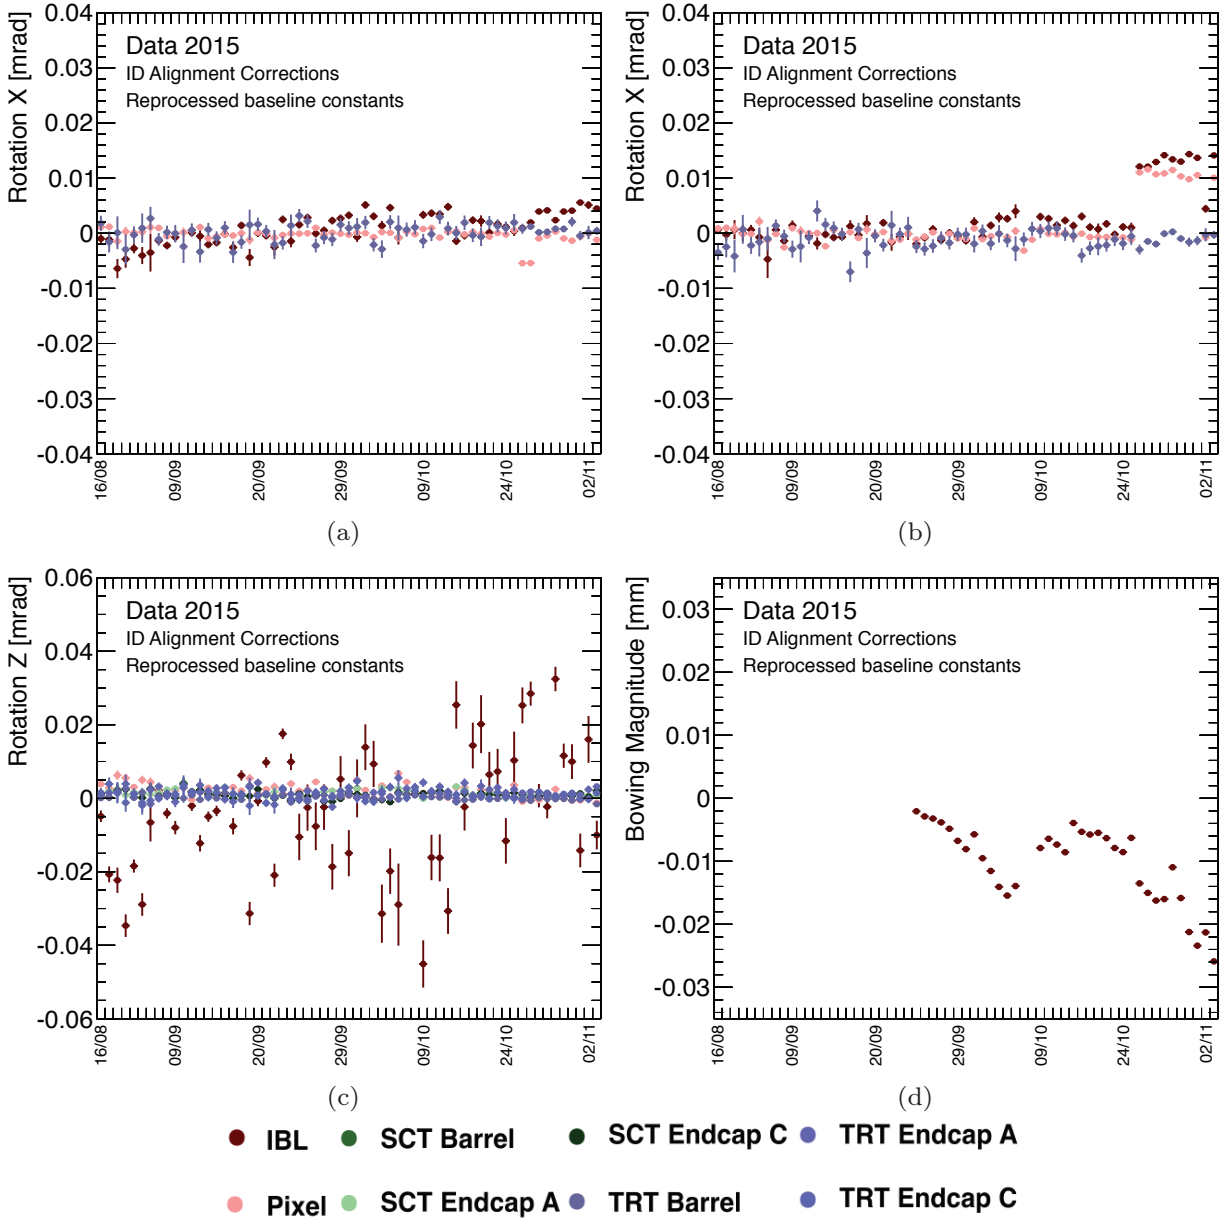 Rotation X [mrad]
0.04
0.03
0.02
0.01
0
-0.01
-0.02
-0.03
-0.04
Data 2015
ID Alignment Corrections
Reprocessed baseline constants
16/08
09/09
20/09
29/09
09/10
24/10
02/11
(a)
Rotation X [mrad]
0.04
0.03
0.02
0.01
0
-0.01
-0.02
-0.03
-0.04
Data 2015
ID Alignment Corrections
Reprocessed baseline constants
16/08
09/09
20/09
29/09
09/10
24/10
02/11
(b)
Rotation Z [mrad]
0.06
0.04
0.02
0
-0.02
-0.04
-0.06
Data 2015
ID Alignment Corrections
Reprocessed baseline constants
16/08
09/09
20/09
29/09
09/10
24/10
02/11
(c)
Bowing Magnitude [mm]
0.03
0.02
0.01
0
-0.01
-0.02
-0.03
Data 2015
ID Alignment Corrections
Reprocessed baseline constants
16/08
09/09
20/09
29/09
09/10
24/10
02/11
(d)
IBL SCT Barrel SCT Endcap C TRT Endcap A
Pixel SCT Endcap A TRT Barrel TRT Endcap C